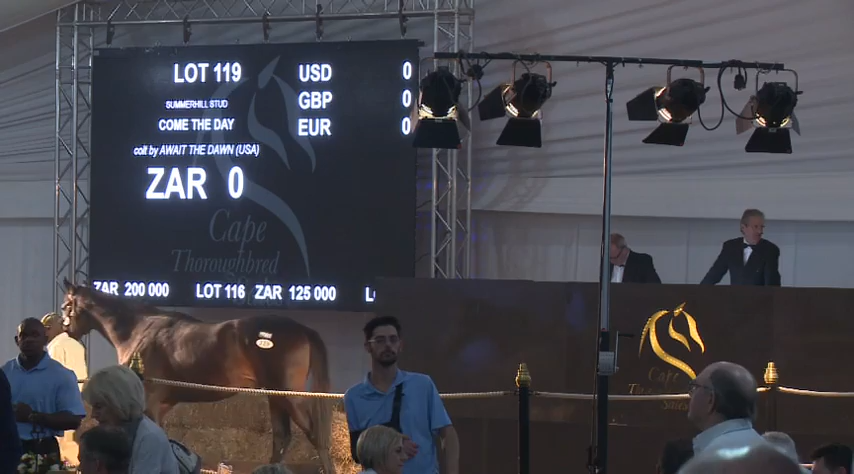 LOT 119 USD 0
SUMMERHILL STUD GBP 0
COME THE DAY EUR 0
colt by AWAIT THE DAWN (USA)
ZAR 0
Cape
Thoroughbred
ZAR 200 000 LOT 116 ZAR 125 000
Cape